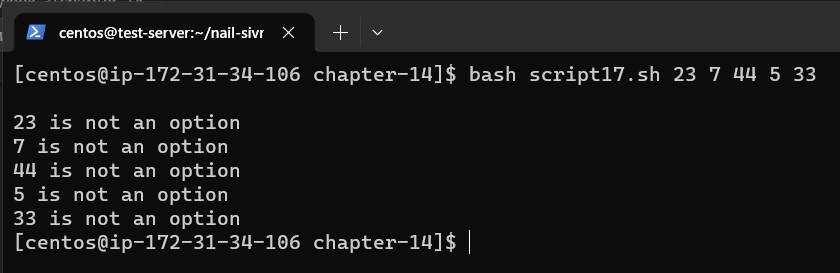 centos@test-server:~/nail-sivr
[centos@ip-172-31-34-106 chapter-14]$ bash script17.sh 23 7 44 5 33
23 is not an option
7 is not an option
44 is not an option
5 is not an option
33 is not an option
[centos@ip-172-31-34-106 chapter-14]$